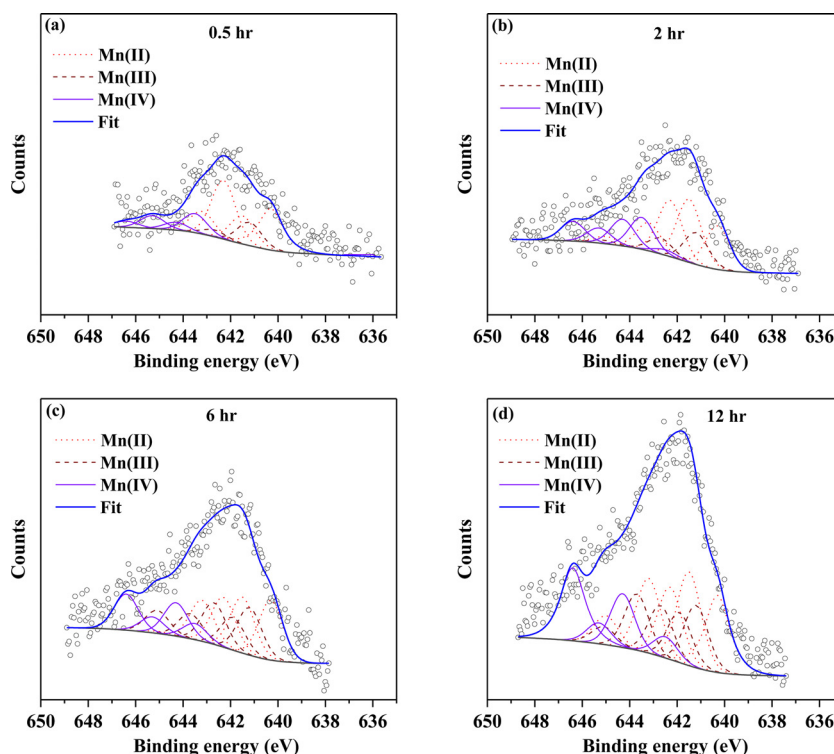 (a)
0.5 hr
Mn(II)
Mn(III)
Mn(IV)
Fit
Counts
650 648 646 644 642 640 638 636
Binding energy (eV)
(b)
2 hr
Mn(II)
Mn(III)
Mn(IV)
Fit
Counts
650 648 646 644 642 640 638 636
Binding energy (eV)
(c)
6 hr
Mn(II)
Mn(III)
Mn(IV)
Fit
Counts
650 648 646 644 642 640 638 636
Binding energy (eV)
(d)
12 hr
Mn(II)
Mn(III)
Mn(IV)
Fit
Counts
650 648 646 644 642 640 638 636
Binding energy (eV)